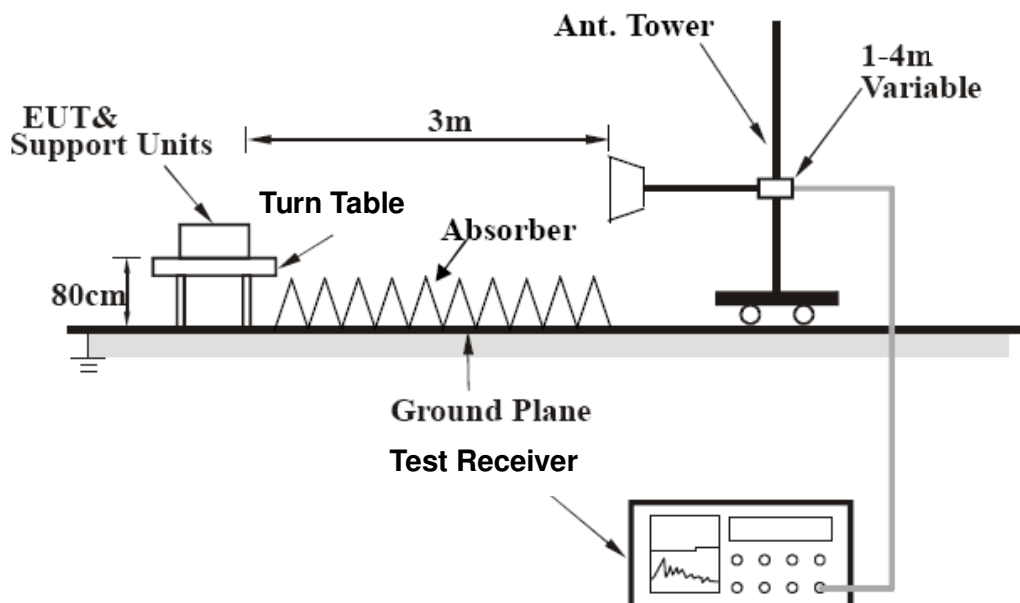 Ant. Tower
1-4m
Variable
EUT&
Support Units
3m
Turn Table
Absorber
80cm
Ground Plane
Test Receiver